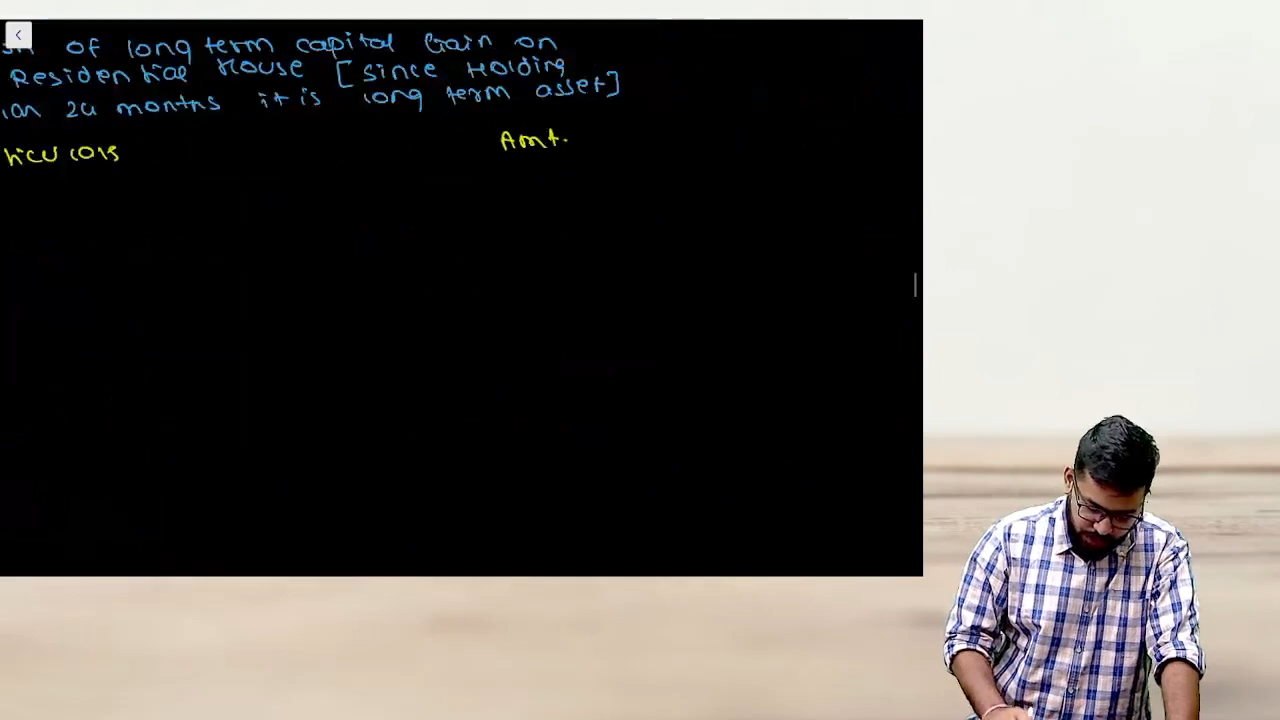 of long term capital Gain on
Residential House [since Holding
24 months it is long term asset]
Amt.